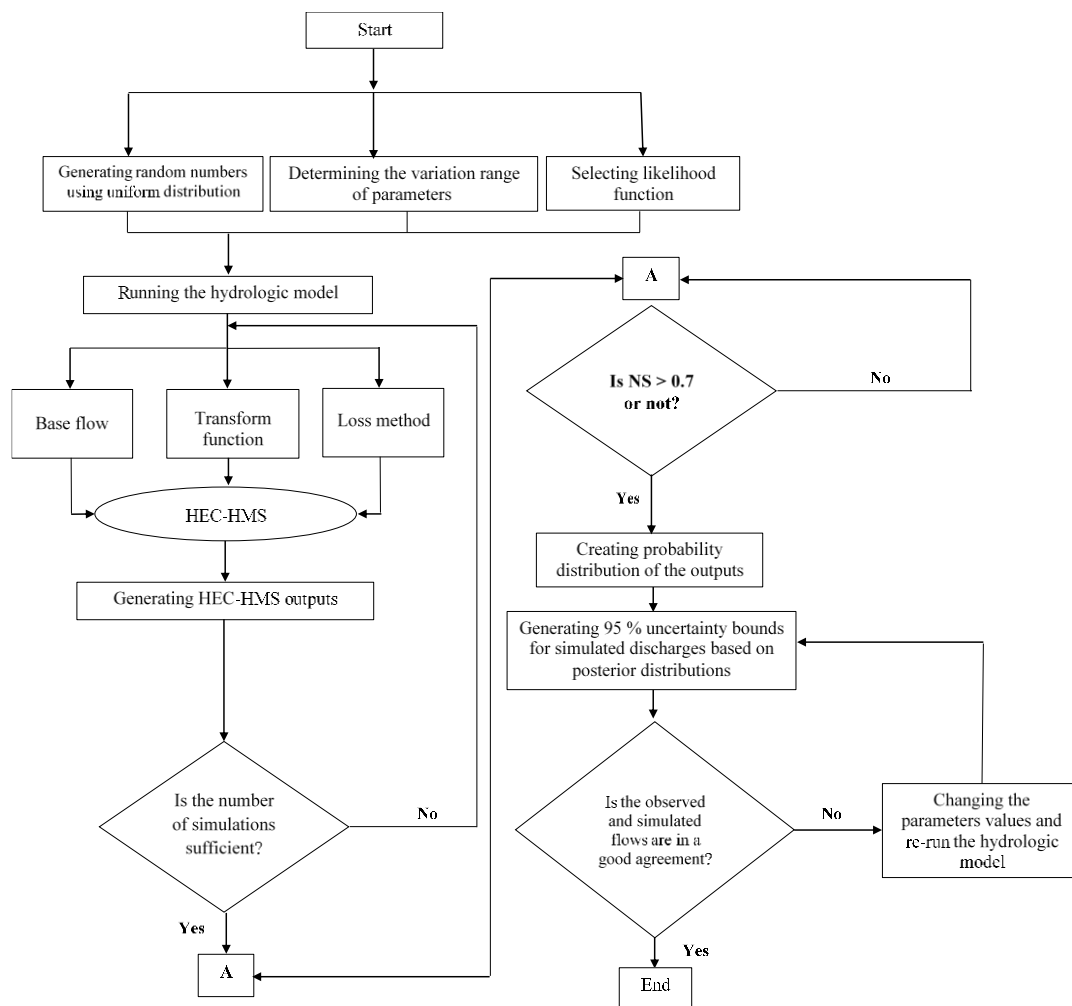 Start
Generating random numbers
using uniform distribution
Determining the variation range
of parameters
Selecting likelihood
function
Running the hydrologic model
Base flow
Transform
function
Loss method
HEC-HMS
Generating HEC-HMS outputs
Is the number
of simulations
sufficient?
No
Yes
A
A
Is NS > 0.7
or not?
No
Yes
Creating probability
distribution of the outputs
Generating 95 % uncertainty bounds
for simulated discharges based on
posterior distributions
Is the observed
and simulated
flows are in a
good agreement?
No
Changing the
parameters values and
re-run the hydrologic
model
Yes
End